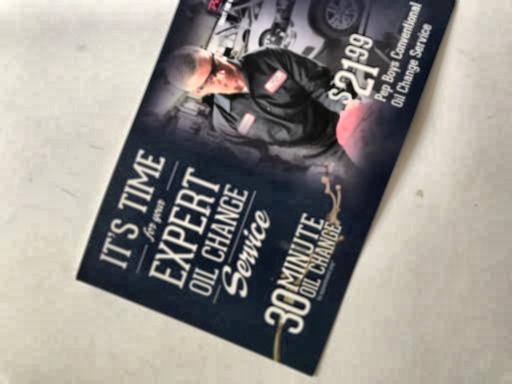 $21.99
Pep Boys Conventional
Oil Change Service
IT'S TIME
for your
EXPERT
OIL CHANGE
Service
30 MINUTE
OIL CHANGE